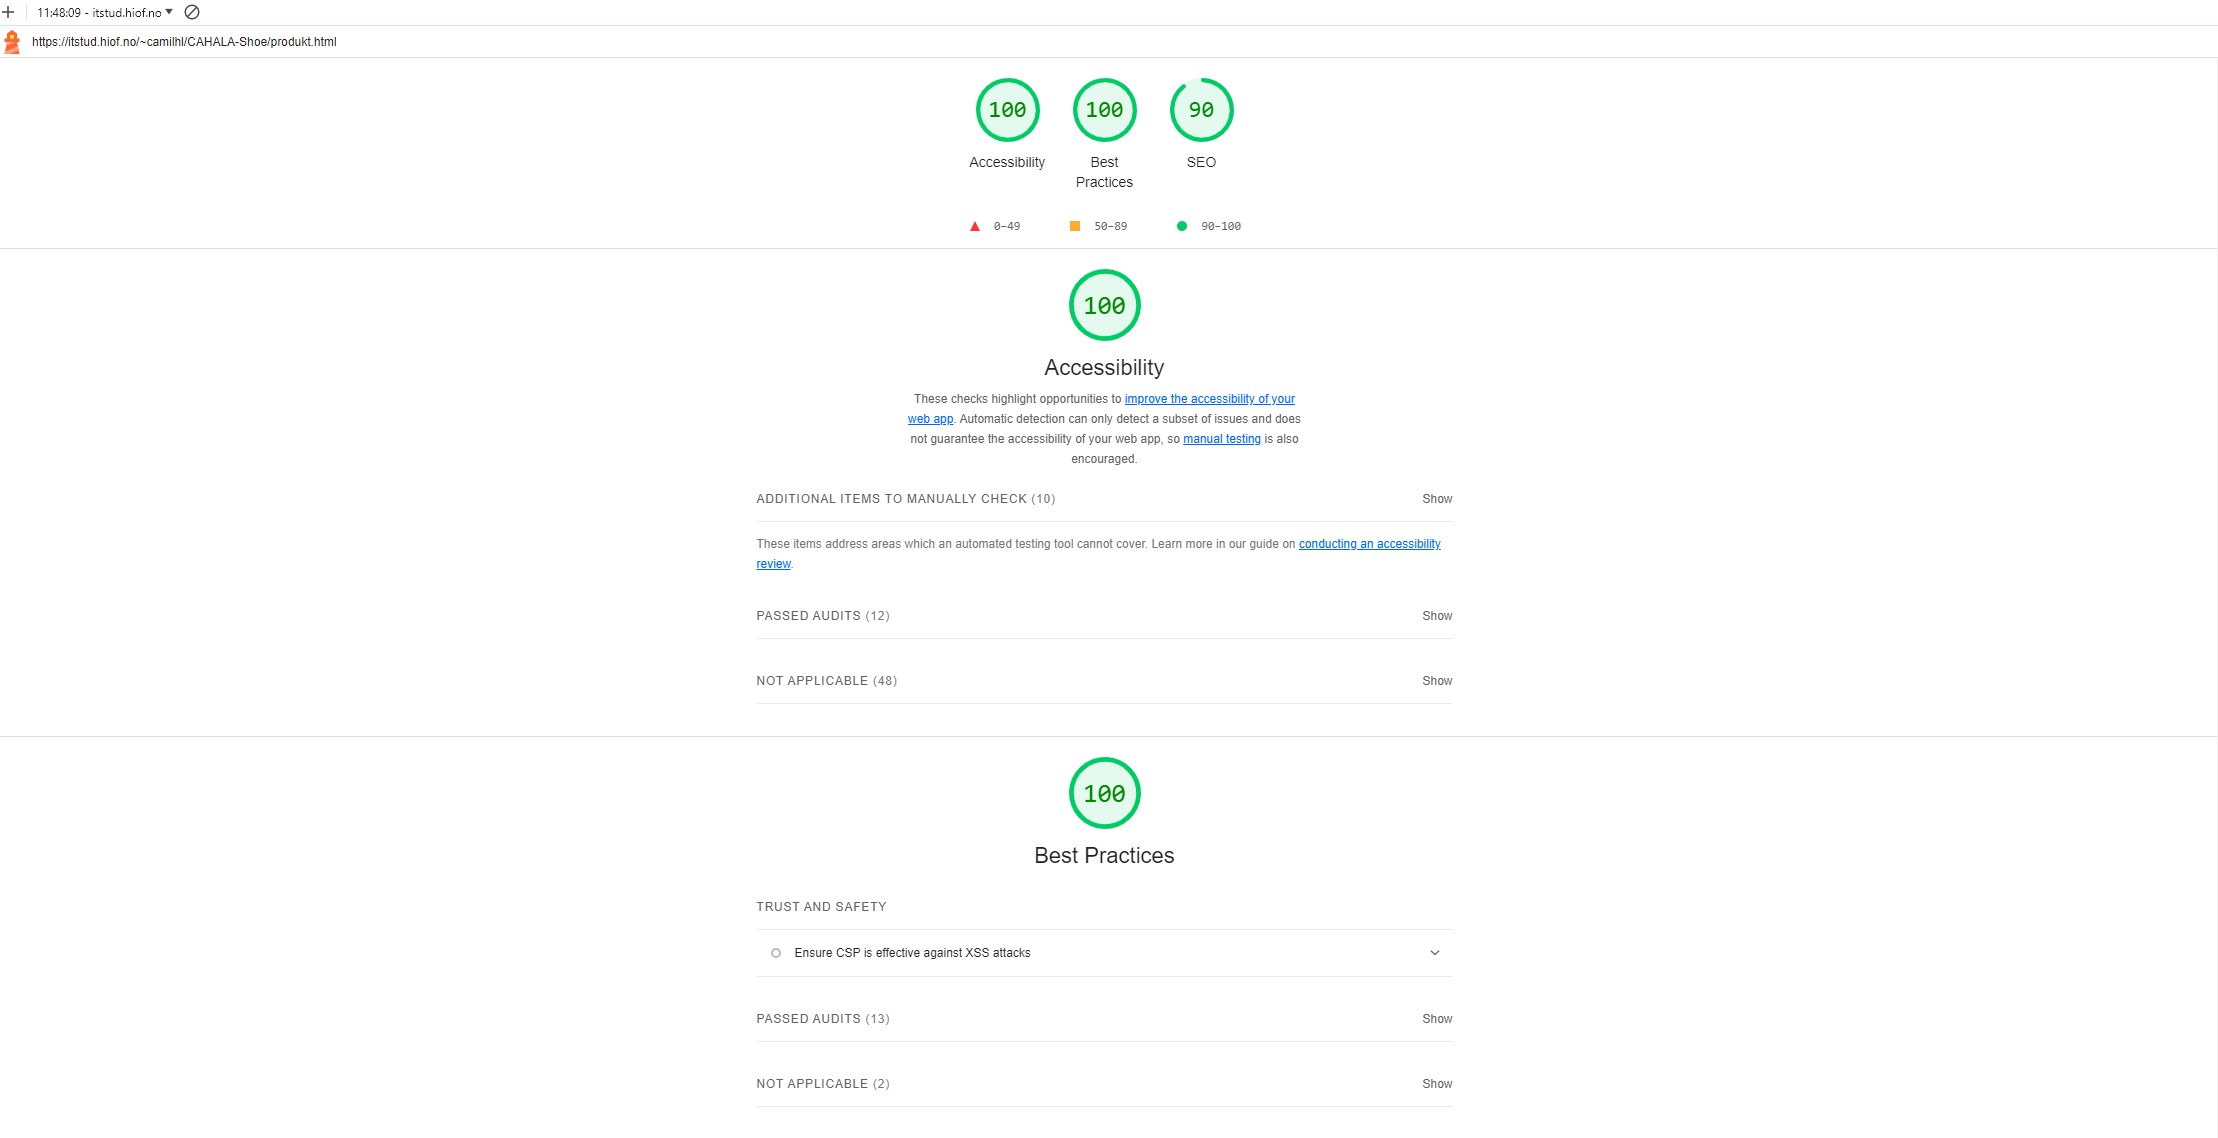 11:48:09 - itstud.hiof.no
https://itstud.hiof.no/~camilhl/CAHALA-Shoe/produkt.html
100 100 90
Accessibility Best Practices SEO
0–49 50–89 90–100
100
Accessibility
These checks highlight opportunities to improve the accessibility of your
web app. Automatic detection can only detect a subset of issues and does
not guarantee the accessibility of your web app, so manual testing is also
encouraged.
ADDITIONAL ITEMS TO MANUALLY CHECK (10) Show
These items address areas which an automated testing tool cannot cover. Learn more in our guide on conducting an accessibility
review.
PASSED AUDITS (12) Show
NOT APPLICABLE (48) Show
100
Best Practices
TRUST AND SAFETY
Ensure CSP is effective against XSS attacks
PASSED AUDITS (13) Show
NOT APPLICABLE (2) Show